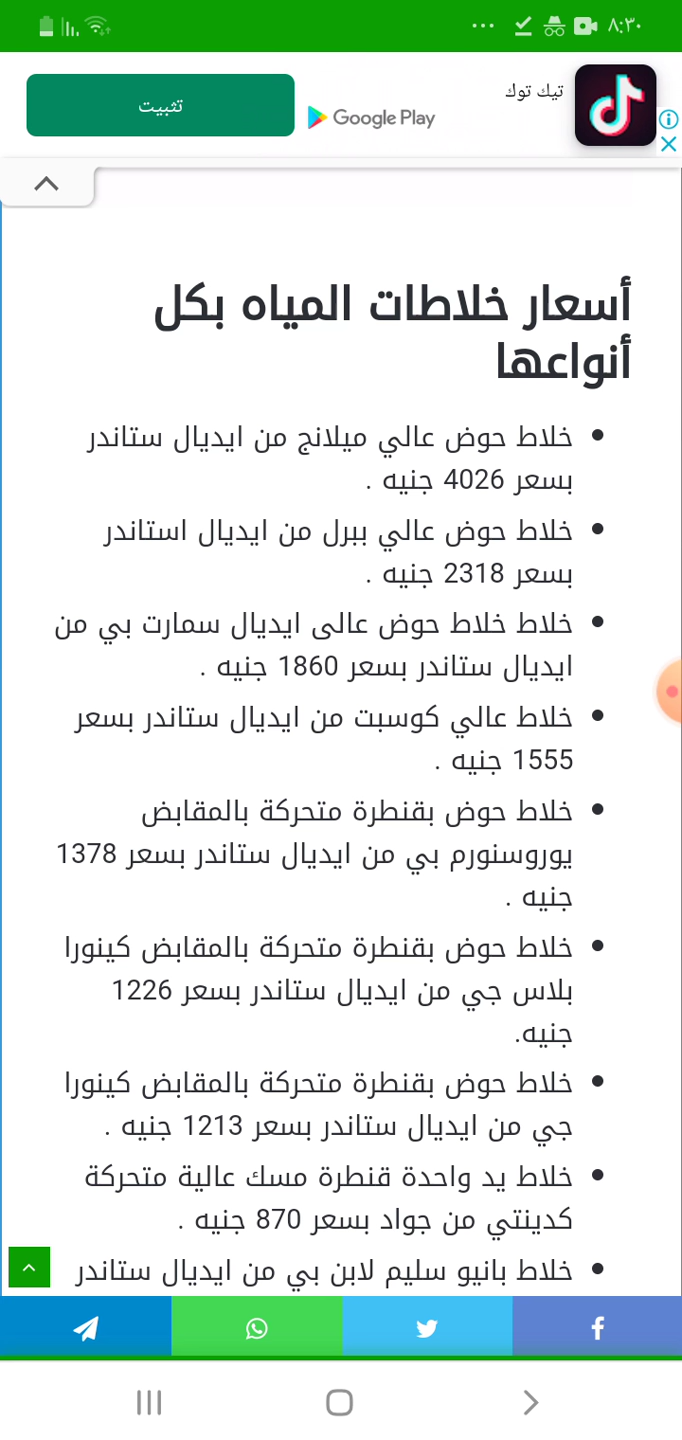 ٨:٣٠
تيك توك
Google Play
تثبيت
أسعار خلاطات المياه بكل
أنواعها
خلاط حوض عالي ميلانج من ايديال ستاندر
بسعر 4026 جنيه .
خلاط حوض عالي ببرل من ايديال استاندر
بسعر 2318 جنيه .
خلاط خلاط حوض عالى ايديال سمارت بي من
ايديال ستاندر بسعر 1860 جنيه .
خلاط عالي كوسبت من ايديال ستاندر بسعر
1555 جنيه .
خلاط حوض بقنطرة متحركة بالمقابض
يوروسنورم بي من ايديال ستاندر بسعر 1378
جنيه .
خلاط حوض بقنطرة متحركة بالمقابض كينورا
بلاس جي من ايديال ستاندر بسعر 1226
جنيه.
خلاط حوض بقنطرة متحركة بالمقابض كينورا
جي من ايديال ستاندر بسعر 1213 جنيه .
خلاط يد واحدة قنطرة مسك عالية متحركة
كدينتي من جواد بسعر 870 جنيه .
خلاط بانيو سليم لابن بي من ايديال ستاندر